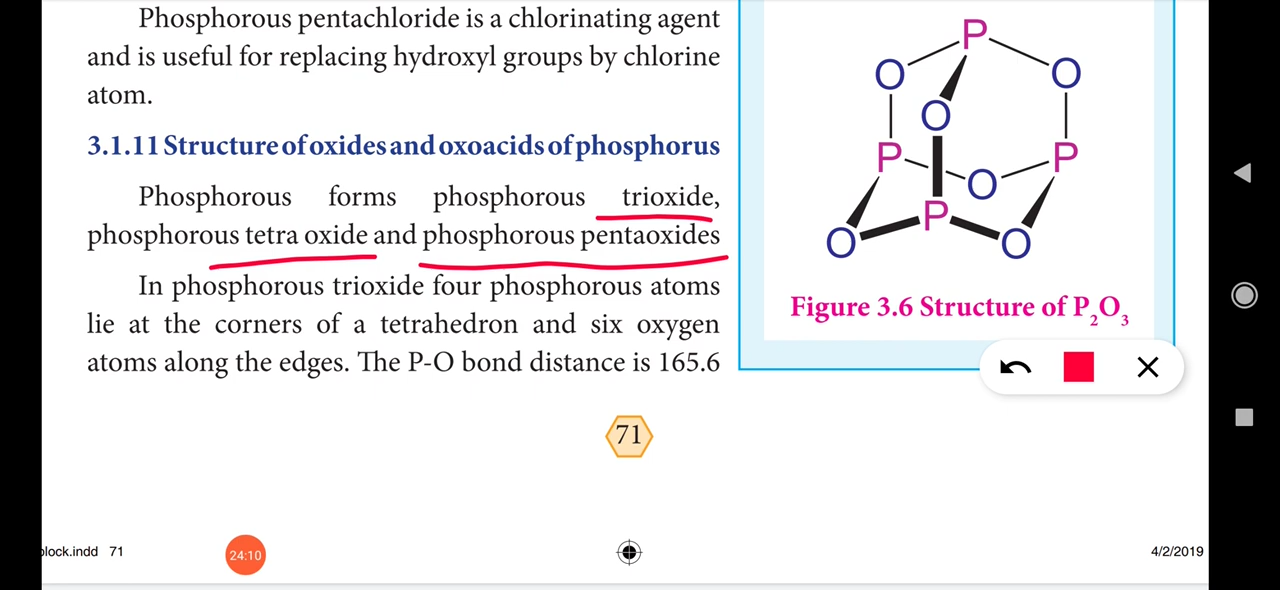 Phosphorous pentachloride is a chlorinating agent
and is useful for replacing hydroxyl groups by chlorine
atom.
3.1.11 Structure of oxides and oxoacids of phosphorus
Phosphorous forms phosphorous trioxide,
phosphorous tetra oxide and phosphorous pentaoxides
In phosphorous trioxide four phosphorous atoms
lie at the corners of a tetrahedron and six oxygen
atoms along the edges. The P-O bond distance is 165.6
P
O O
O
P P
O
P
O O
Figure 3.6 Structure of P₂O₃
71
block.indd 71
24:10
4/2/2019